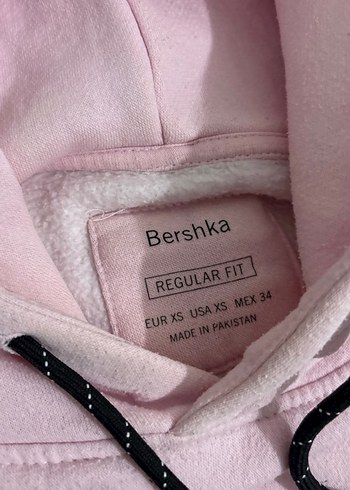 Bershka
REGULAR FIT
EUR XS USA XS MEX 34
MADE IN PAKISTAN